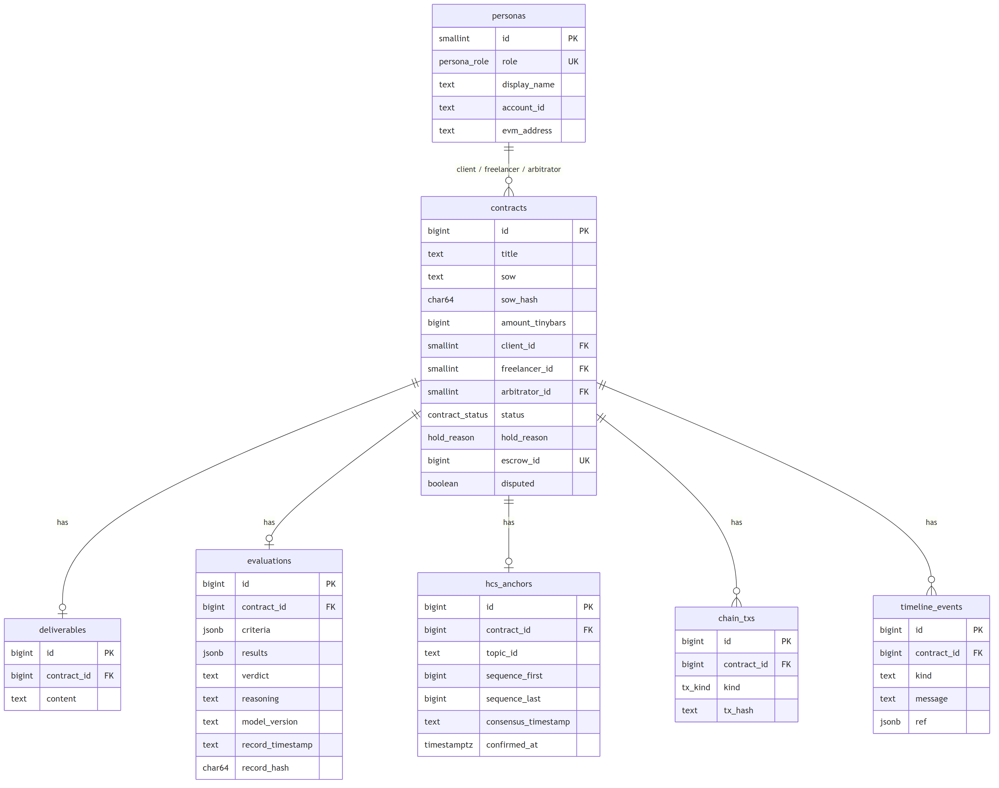 personas
smallint id PK
persona_role role UK
text display_name
text account_id
text evm_address
client / freelancer / arbitrator
contracts
bigint id PK
text title
text sow
char64 sow_hash
bigint amount_tinybars
smallint client_id FK
smallint freelancer_id FK
smallint arbitrator_id FK
contract_status status
hold_reason hold_reason
bigint escrow_id UK
boolean disputed
has
has
has
has
has
deliverables
bigint id PK
bigint contract_id FK
text content
evaluations
bigint id PK
bigint contract_id FK
jsonb criteria
jsonb results
text verdict
text reasoning
text model_version
text record_timestamp
char64 record_hash
hcs_anchors
bigint id PK
bigint contract_id FK
text topic_id
bigint sequence_first
bigint sequence_last
text consensus_timestamp
timestamptz confirmed_at
chain_txs
bigint id PK
bigint contract_id FK
tx_kind kind
text tx_hash
timeline_events
bigint id PK
bigint contract_id FK
text kind
text message
jsonb ref